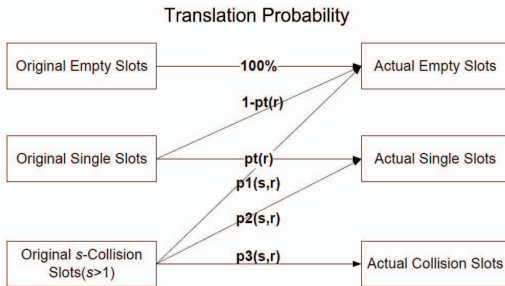 Translation Probability
Original Empty Slots
100%
Actual Empty Slots
1-pt(r)
Original Single Slots
pt(r)
Actual Single Slots
p1(s,r)
p2(s,r)
Original s-Collision
Slots(s>1)
p3(s,r)
Actual Collision Slots